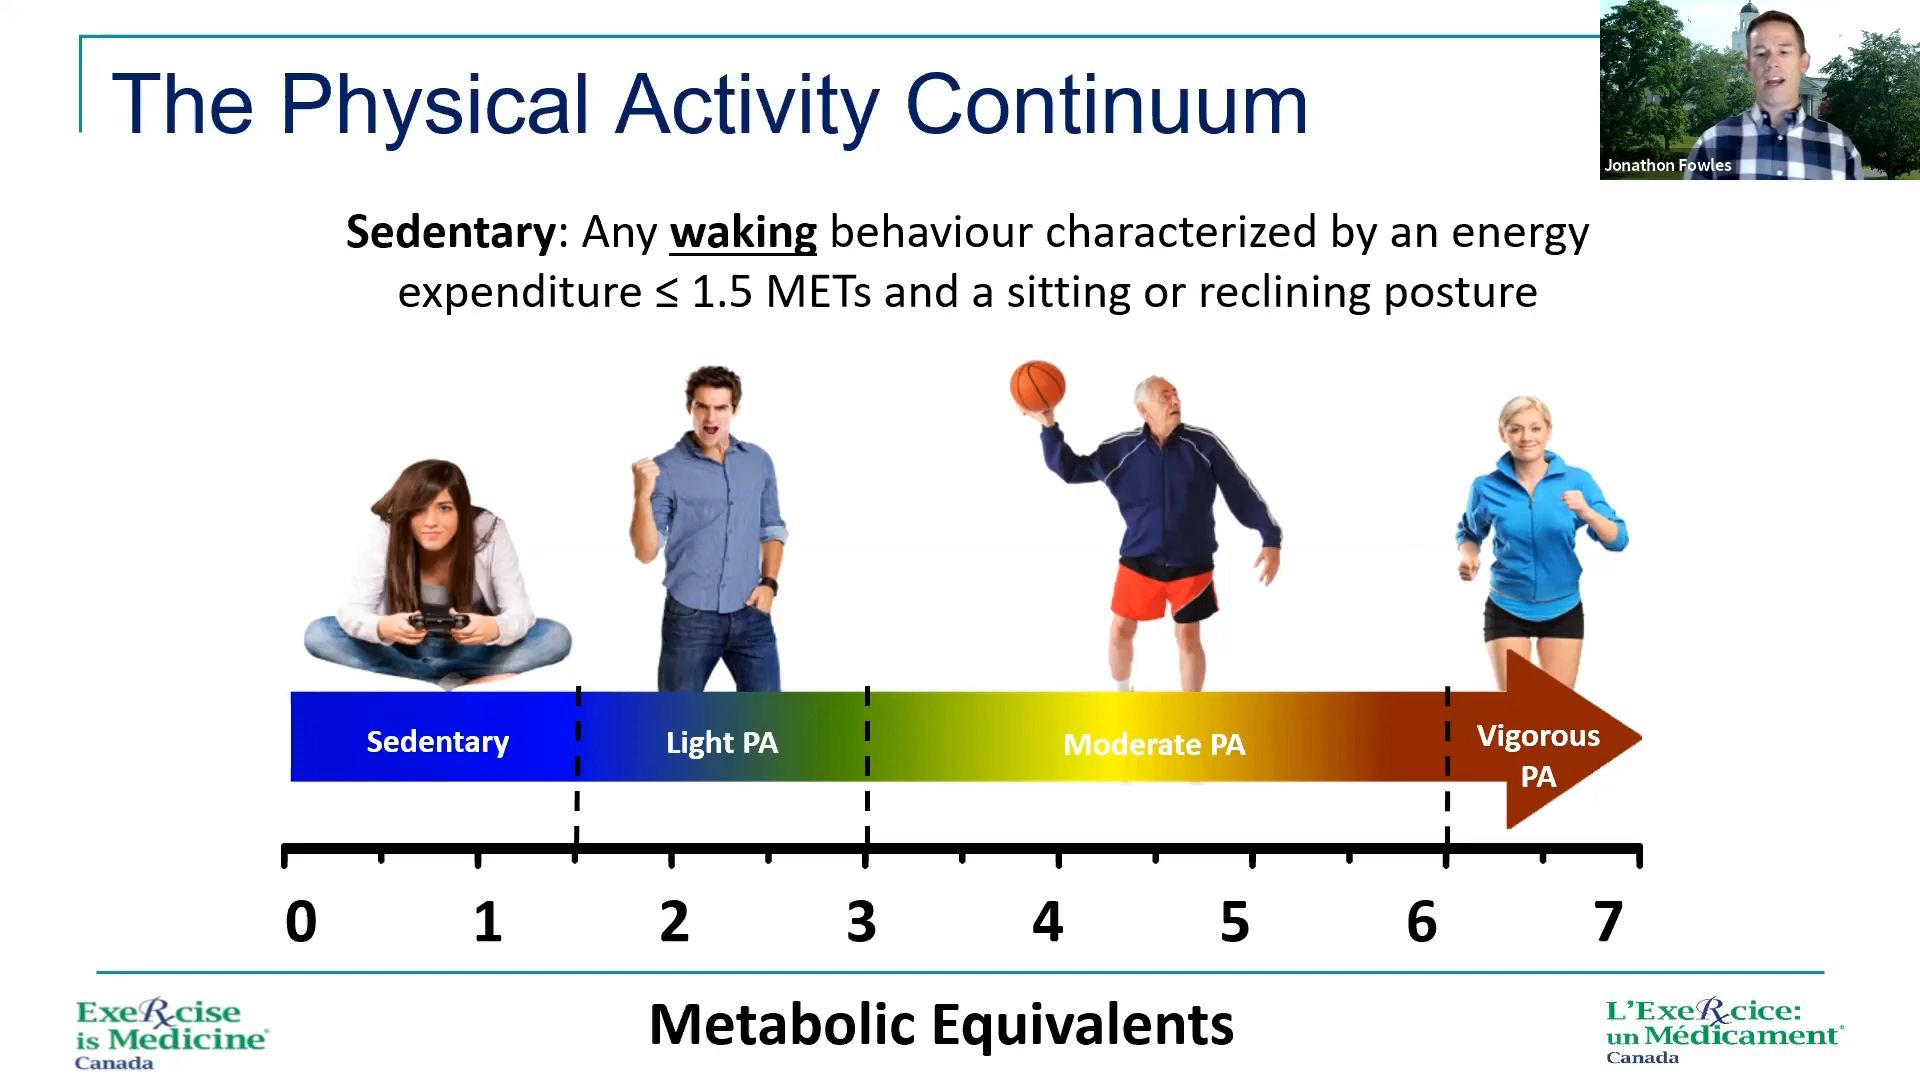 The Physical Activity Continuum
Jonathon Fowles
Sedentary: Any waking behaviour characterized by an energy
expenditure ≤ 1.5 METs and a sitting or reclining posture
Sedentary
Light PA
Moderate PA
Vigorous
PA
0 1 2 3 4 5 6 7
Metabolic Equivalents
ExeRxcise
is Medicine®
Canada
L'ExeRxcice:
un Médicament®
Canada